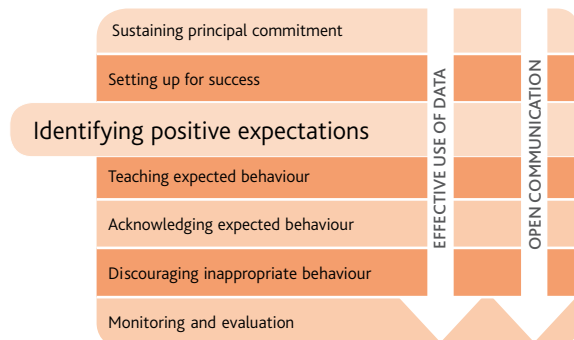 Sustaining principal commitment
Setting up for success
Identifying positive expectations
Teaching expected behaviour
Acknowledging expected behaviour
Discouraging inappropriate behaviour
Monitoring and evaluation
EFFECTIVE USE OF DATA
OPEN COMMUNICATION